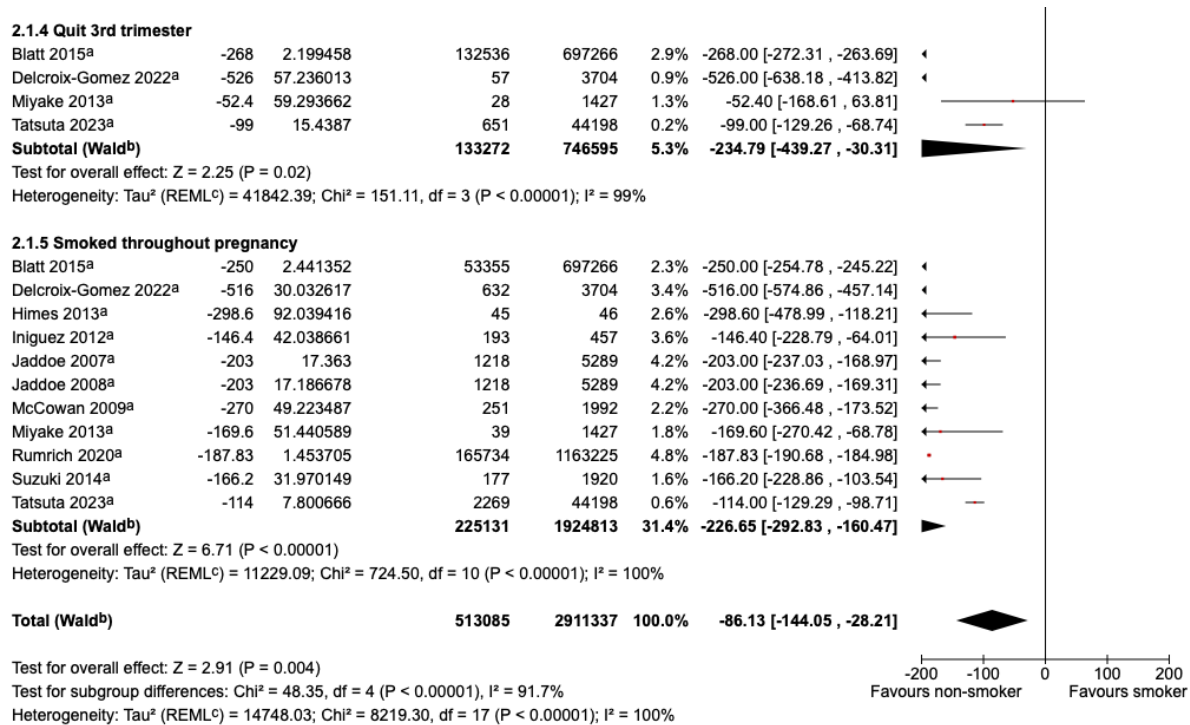 2.1.4 Quit 3rd trimester
Blatt 2015ᵃ -268 2.199458 132536 697266 2.9% -268.00 [-272.31 , -263.69]
Delcroix-Gomez 2022ᵃ -526 57.236013 57 3704 0.9% -526.00 [-638.18 , -413.82]
Miyake 2013ᵃ -52.4 59.293662 28 1427 1.3% -52.40 [-168.61 , 63.81]
Tatsuta 2023ᵃ -99 15.4387 651 44198 0.2% -99.00 [-129.26 , -68.74]
Subtotal (Waldᵇ) 133272 746595 5.3% -234.79 [-439.27 , -30.31]
Test for overall effect: Z = 2.25 (P = 0.02)
Heterogeneity: Tau² (REMLᶜ) = 41842.39; Chi² = 151.11, df = 3 (P < 0.00001); I² = 99%
2.1.5 Smoked throughout pregnancy
Blatt 2015ᵃ -250 2.441352 53355 697266 2.3% -250.00 [-254.78 , -245.22]
Delcroix-Gomez 2022ᵃ -516 30.032617 632 3704 3.4% -516.00 [-574.86 , -457.14]
Himes 2013ᵃ -298.6 92.039416 45 46 2.6% -298.60 [-478.99 , -118.21]
Iniguez 2012ᵃ -146.4 42.038661 193 457 3.6% -146.40 [-228.79 , -64.01]
Jaddoe 2007ᵃ -203 17.363 1218 5289 4.2% -203.00 [-237.03 , -168.97]
Jaddoe 2008ᵃ -203 17.186678 1218 5289 4.2% -203.00 [-236.69 , -169.31]
McCowan 2009ᵃ -270 49.223487 251 1992 2.2% -270.00 [-366.48 , -173.52]
Miyake 2013ᵃ -169.6 51.440589 39 1427 1.8% -169.60 [-270.42 , -68.78]
Rumrich 2020ᵃ -187.83 1.453705 165734 1163225 4.8% -187.83 [-190.68 , -184.98]
Suzuki 2014ᵃ -166.2 31.970149 177 1920 1.6% -166.20 [-228.86 , -103.54]
Tatsuta 2023ᵃ -114 7.800666 2269 44198 0.6% -114.00 [-129.29 , -98.71]
Subtotal (Waldᵇ) 225131 1924813 31.4% -226.65 [-292.83 , -160.47]
Test for overall effect: Z = 6.71 (P < 0.00001)
Heterogeneity: Tau² (REMLᶜ) = 11229.09; Chi² = 724.50, df = 10 (P < 0.00001); I² = 100%
Total (Waldᵇ) 513085 2911337 100.0% -86.13 [-144.05 , -28.21]
Test for overall effect: Z = 2.91 (P = 0.004)
-200 -100 0 100 200
Test for subgroup differences: Chi² = 48.35, df = 4 (P < 0.00001), I² = 91.7%
Favours non-smoker Favours smoker
Heterogeneity: Tau² (REMLᶜ) = 14748.03; Chi² = 8219.30, df = 17 (P < 0.00001); I² = 100%